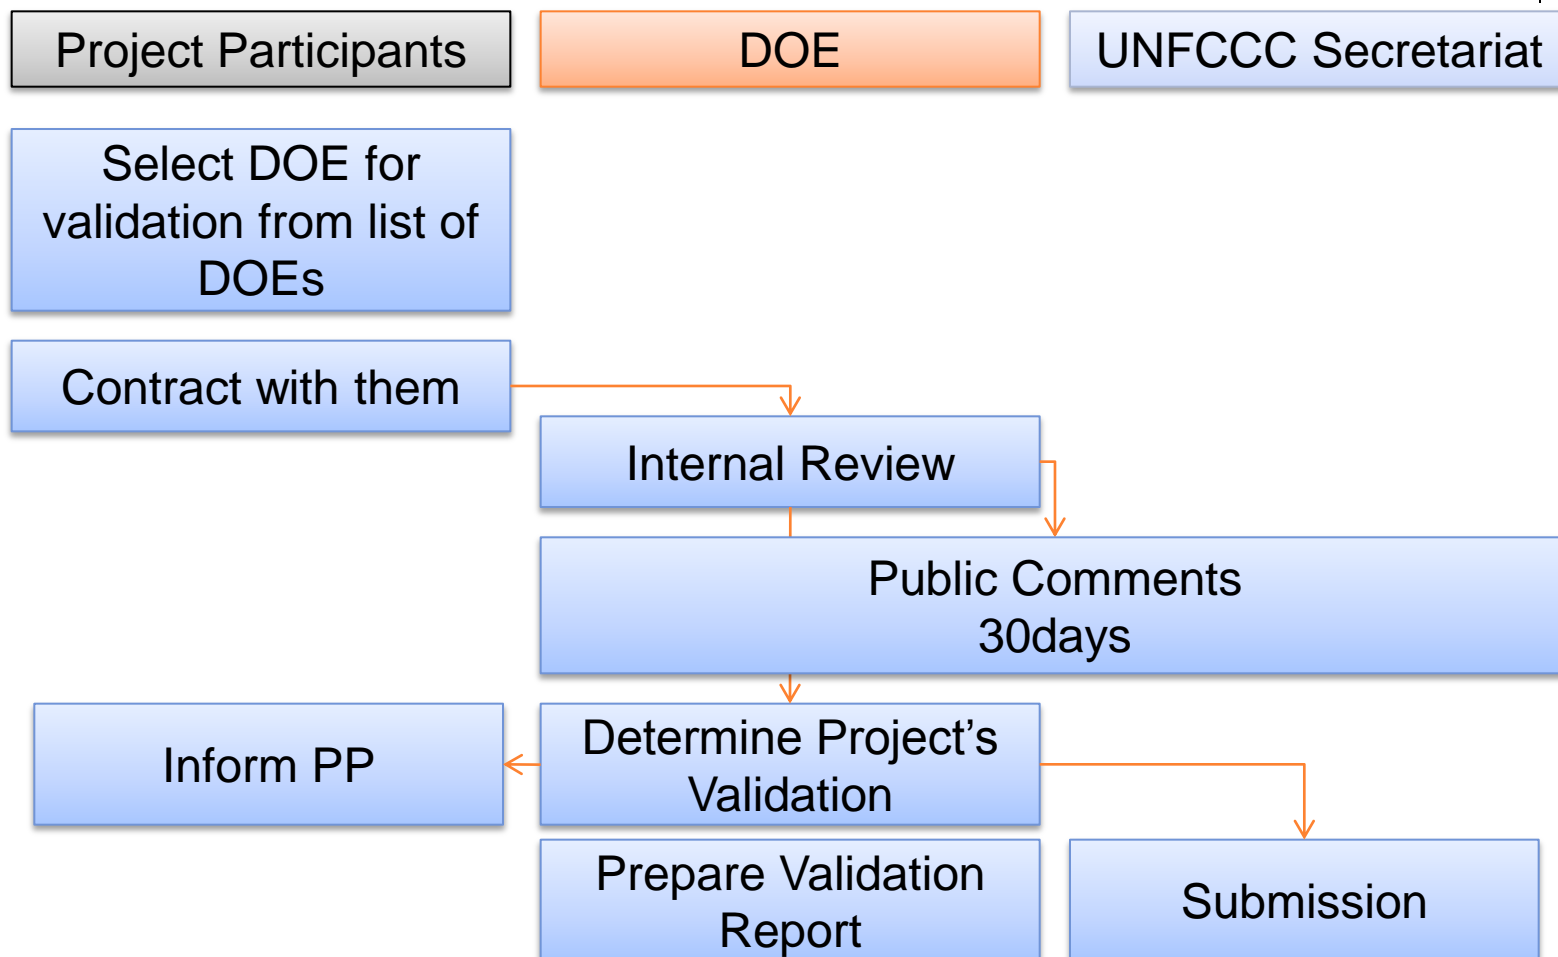 Project Participants
DOE
UNFCCC Secretariat
Select DOE for
validation from list of
DOEs
Contract with them
Internal Review
Public Comments
30days
Inform PP
Determine Project’s
Validation
Prepare Validation
Report
Submission